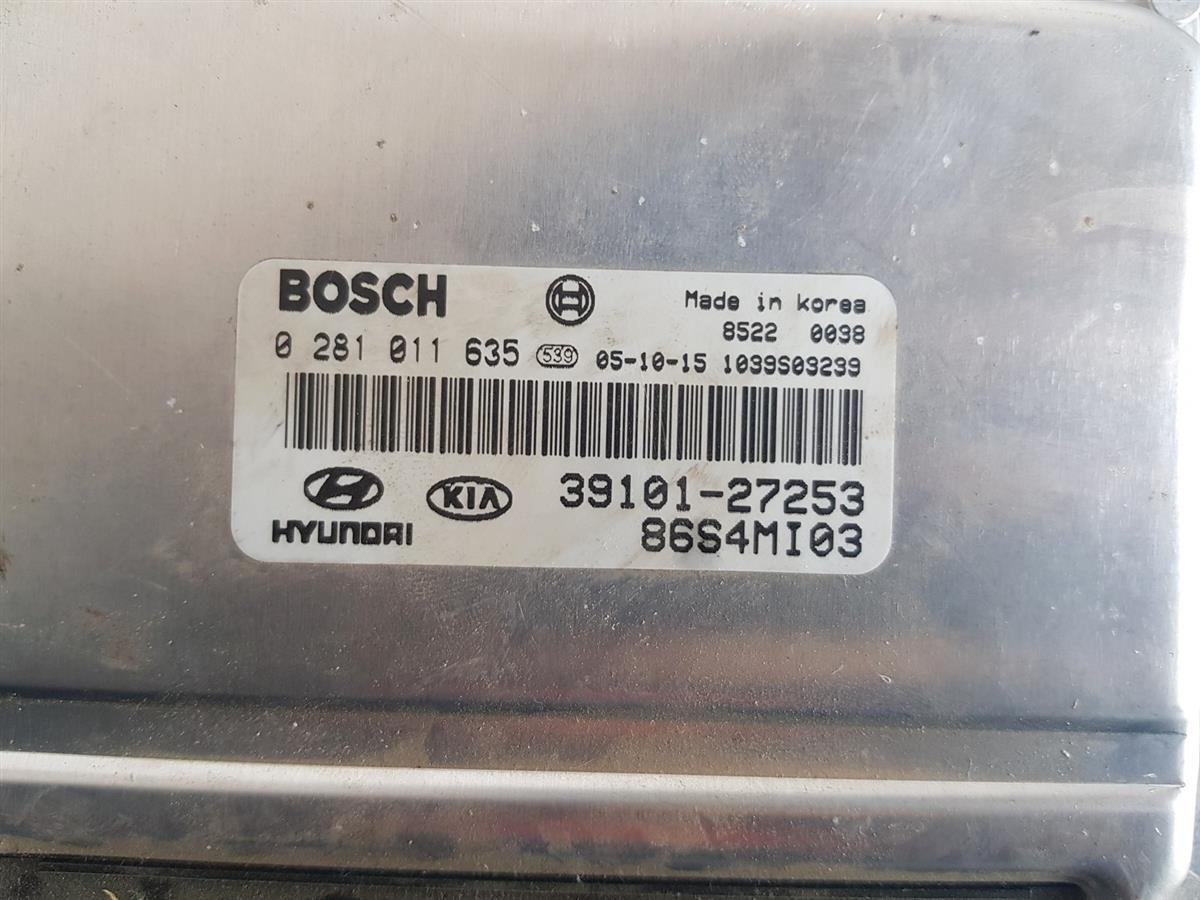 BOSCH
Made in korea
8522 0038
0 281 011 635 539 05-10-15 1039S03239
KIA 39101-27253
HYUNDAI 86S4MI03